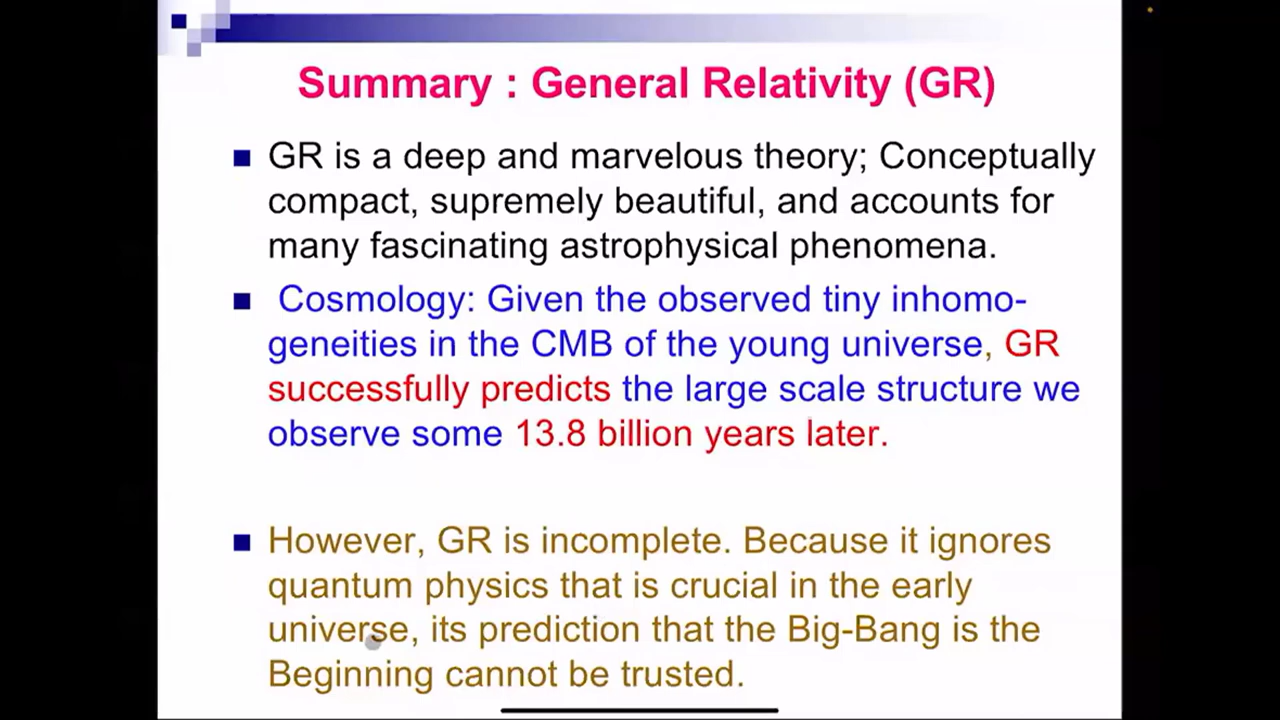 Summary : General Relativity (GR)
GR is a deep and marvelous theory; Conceptually
compact, supremely beautiful, and accounts for
many fascinating astrophysical phenomena.
Cosmology: Given the observed tiny inhomo-
geneities in the CMB of the young universe, GR
successfully predicts the large scale structure we
observe some 13.8 billion years later.
However, GR is incomplete. Because it ignores
quantum physics that is crucial in the early
universe, its prediction that the Big-Bang is the
Beginning cannot be trusted.